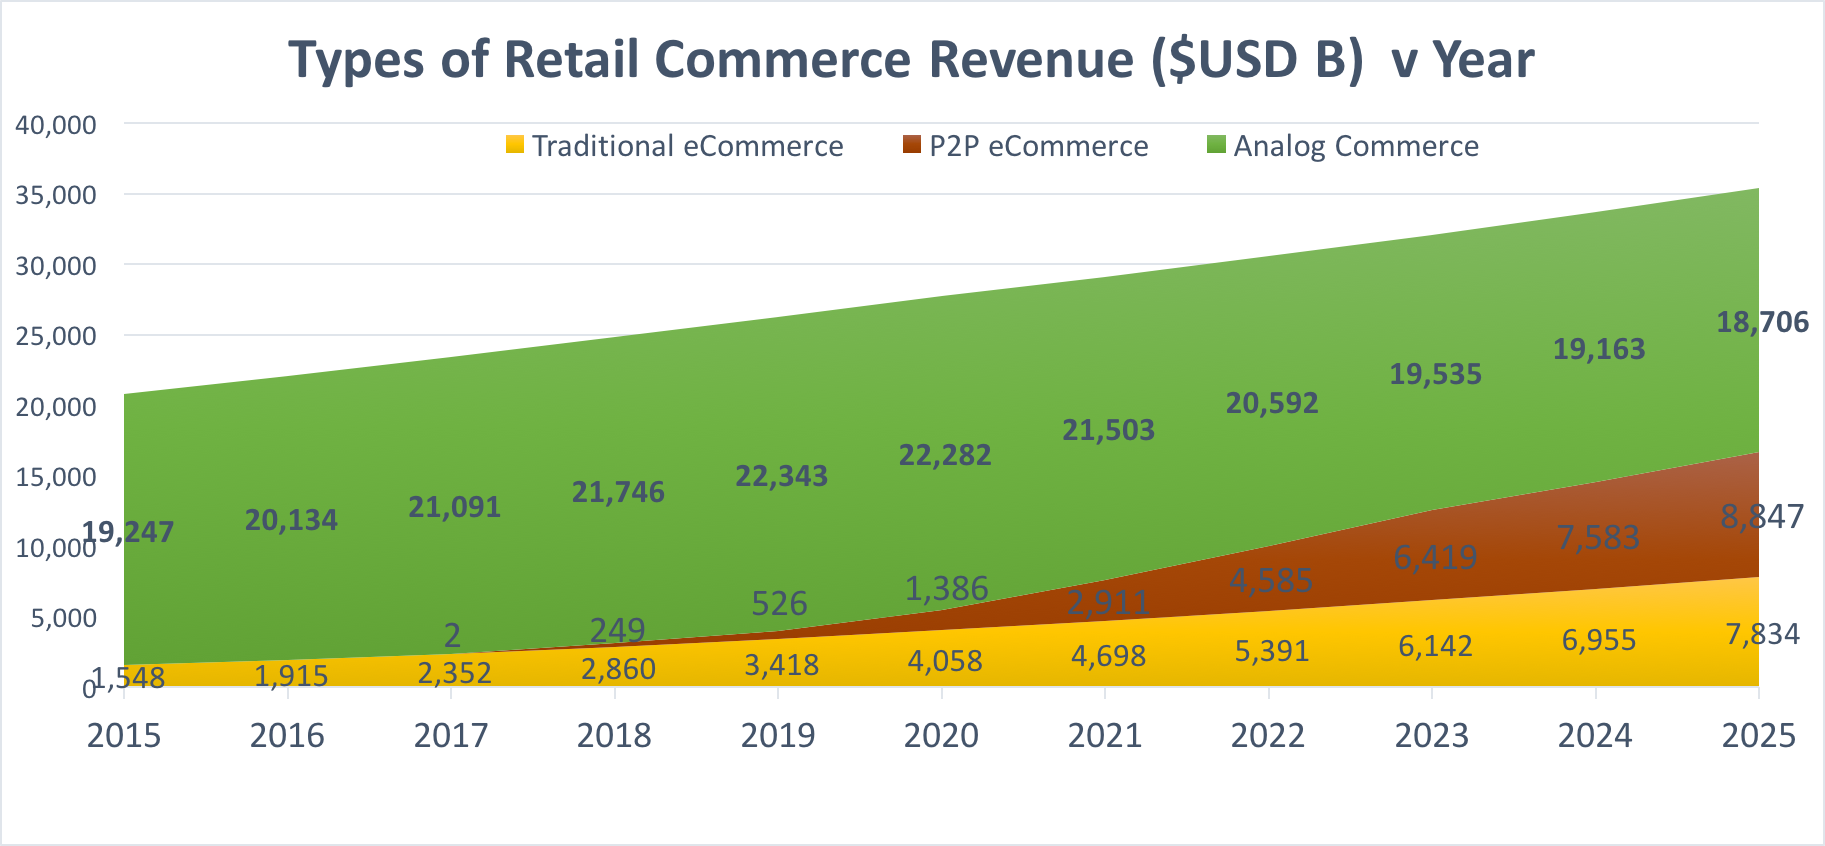 Types of Retail Commerce Revenue ($USD B)  v Year
40,000
Traditional eCommerce P2P eCommerce Analog Commerce
35,000
30,000
25,000
20,000
15,000
10,000
5,000
0
19,247 20,134 21,091 21,746 22,343 22,282 21,503 20,592 19,535 19,163 18,706
2 249 526 1,386 2,911 4,585 6,419 7,583 8,847
1,548 1,915 2,352 2,860 3,418 4,058 4,698 5,391 6,142 6,955 7,834
2015 2016 2017 2018 2019 2020 2021 2022 2023 2024 2025